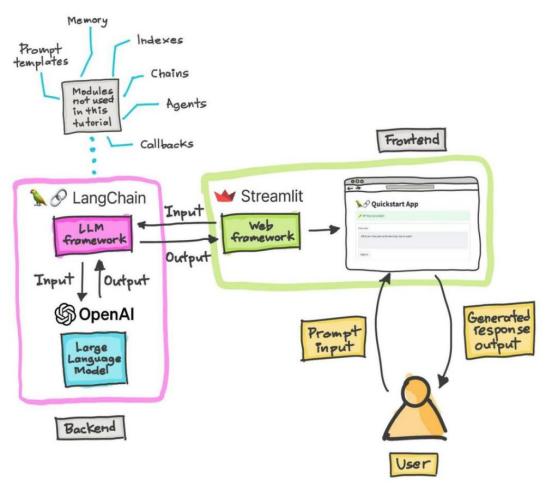 Memory
Indexes
Prompt
templates
Chains
Modules
not used
in this
tutorial
Agents
Callbacks
Frontend
LangChain
Streamlit
Quickstart App
LLM
framework
Input
Output
Web
framework
Input
Output
OpenAI
Large
Language
Model
Prompt
input
Generated
response
output
Backend
User